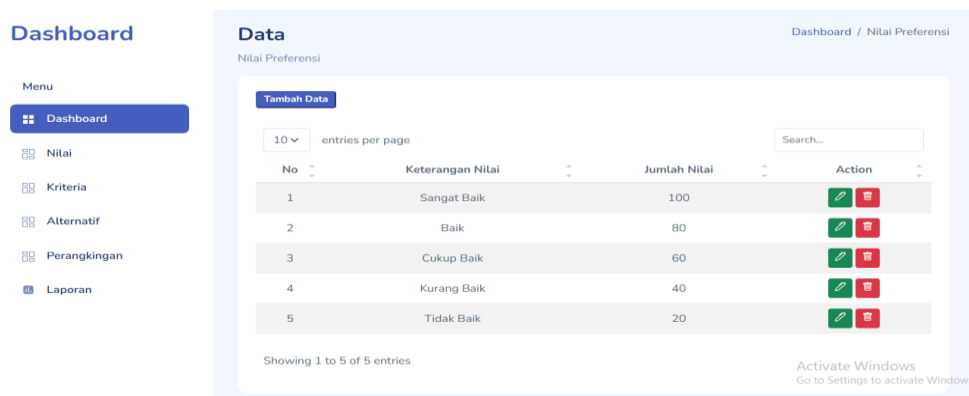 Dashboard
Menu
Dashboard
Nilai
Kriteria
Alternatif
Perangkingan
Laporan
Data
Dashboard / Nilai Preferensi
Nilai Preferensi
Tambah Data
10 entries per page
Search...
No Keterangan Nilai Jumlah Nilai Action
1 Sangat Baik 100
2 Baik 80
3 Cukup Baik 60
4 Kurang Baik 40
5 Tidak Baik 20
Showing 1 to 5 of 5 entries
Activate Windows
Go to Settings to activate Window